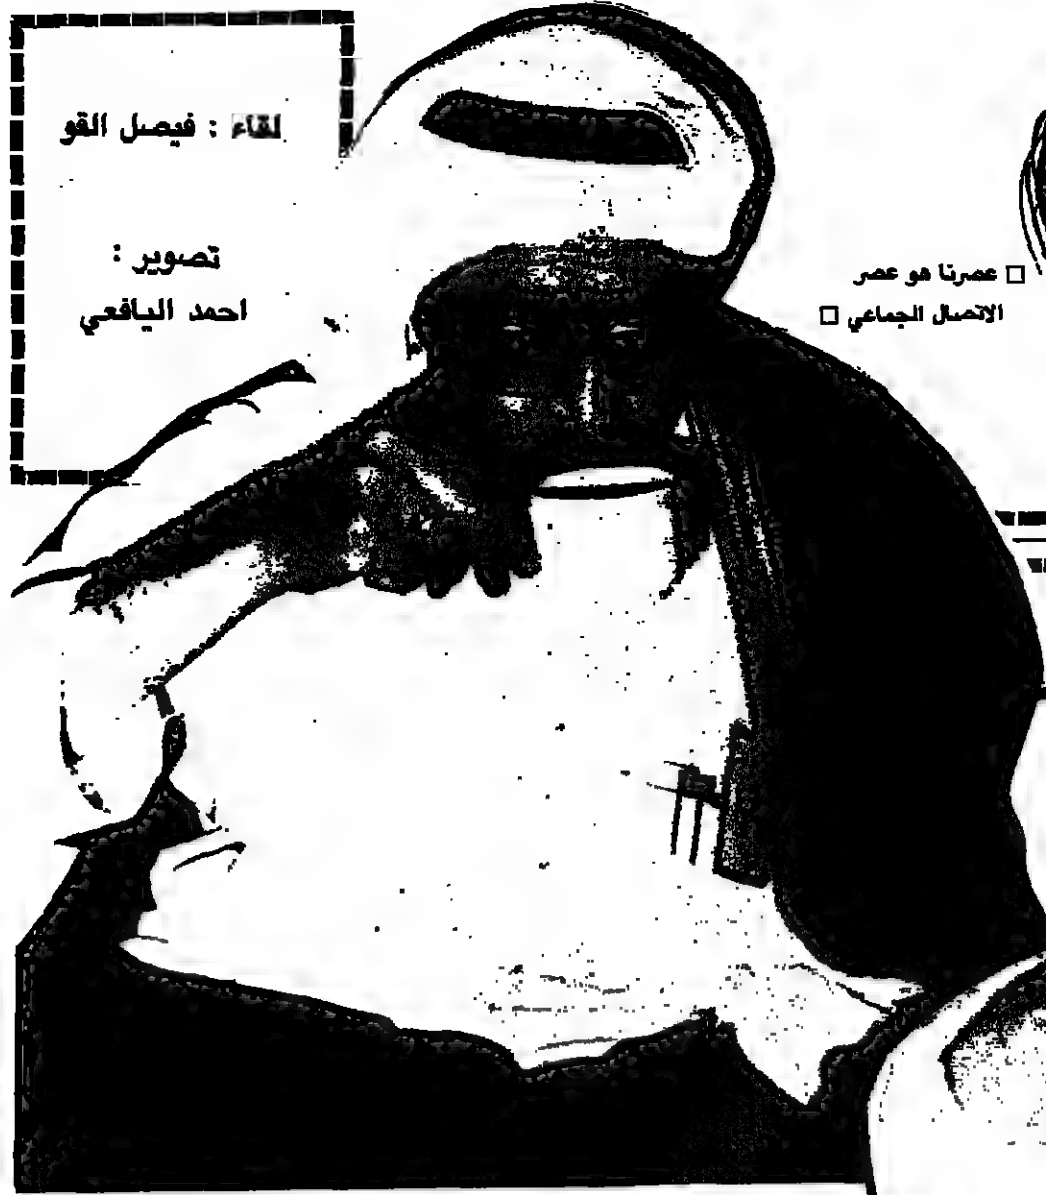 لقاء : فيصل القو
تصوير :
احمد اليافعي
□ عصرنا هو عصر
الاتصال الجماعي □